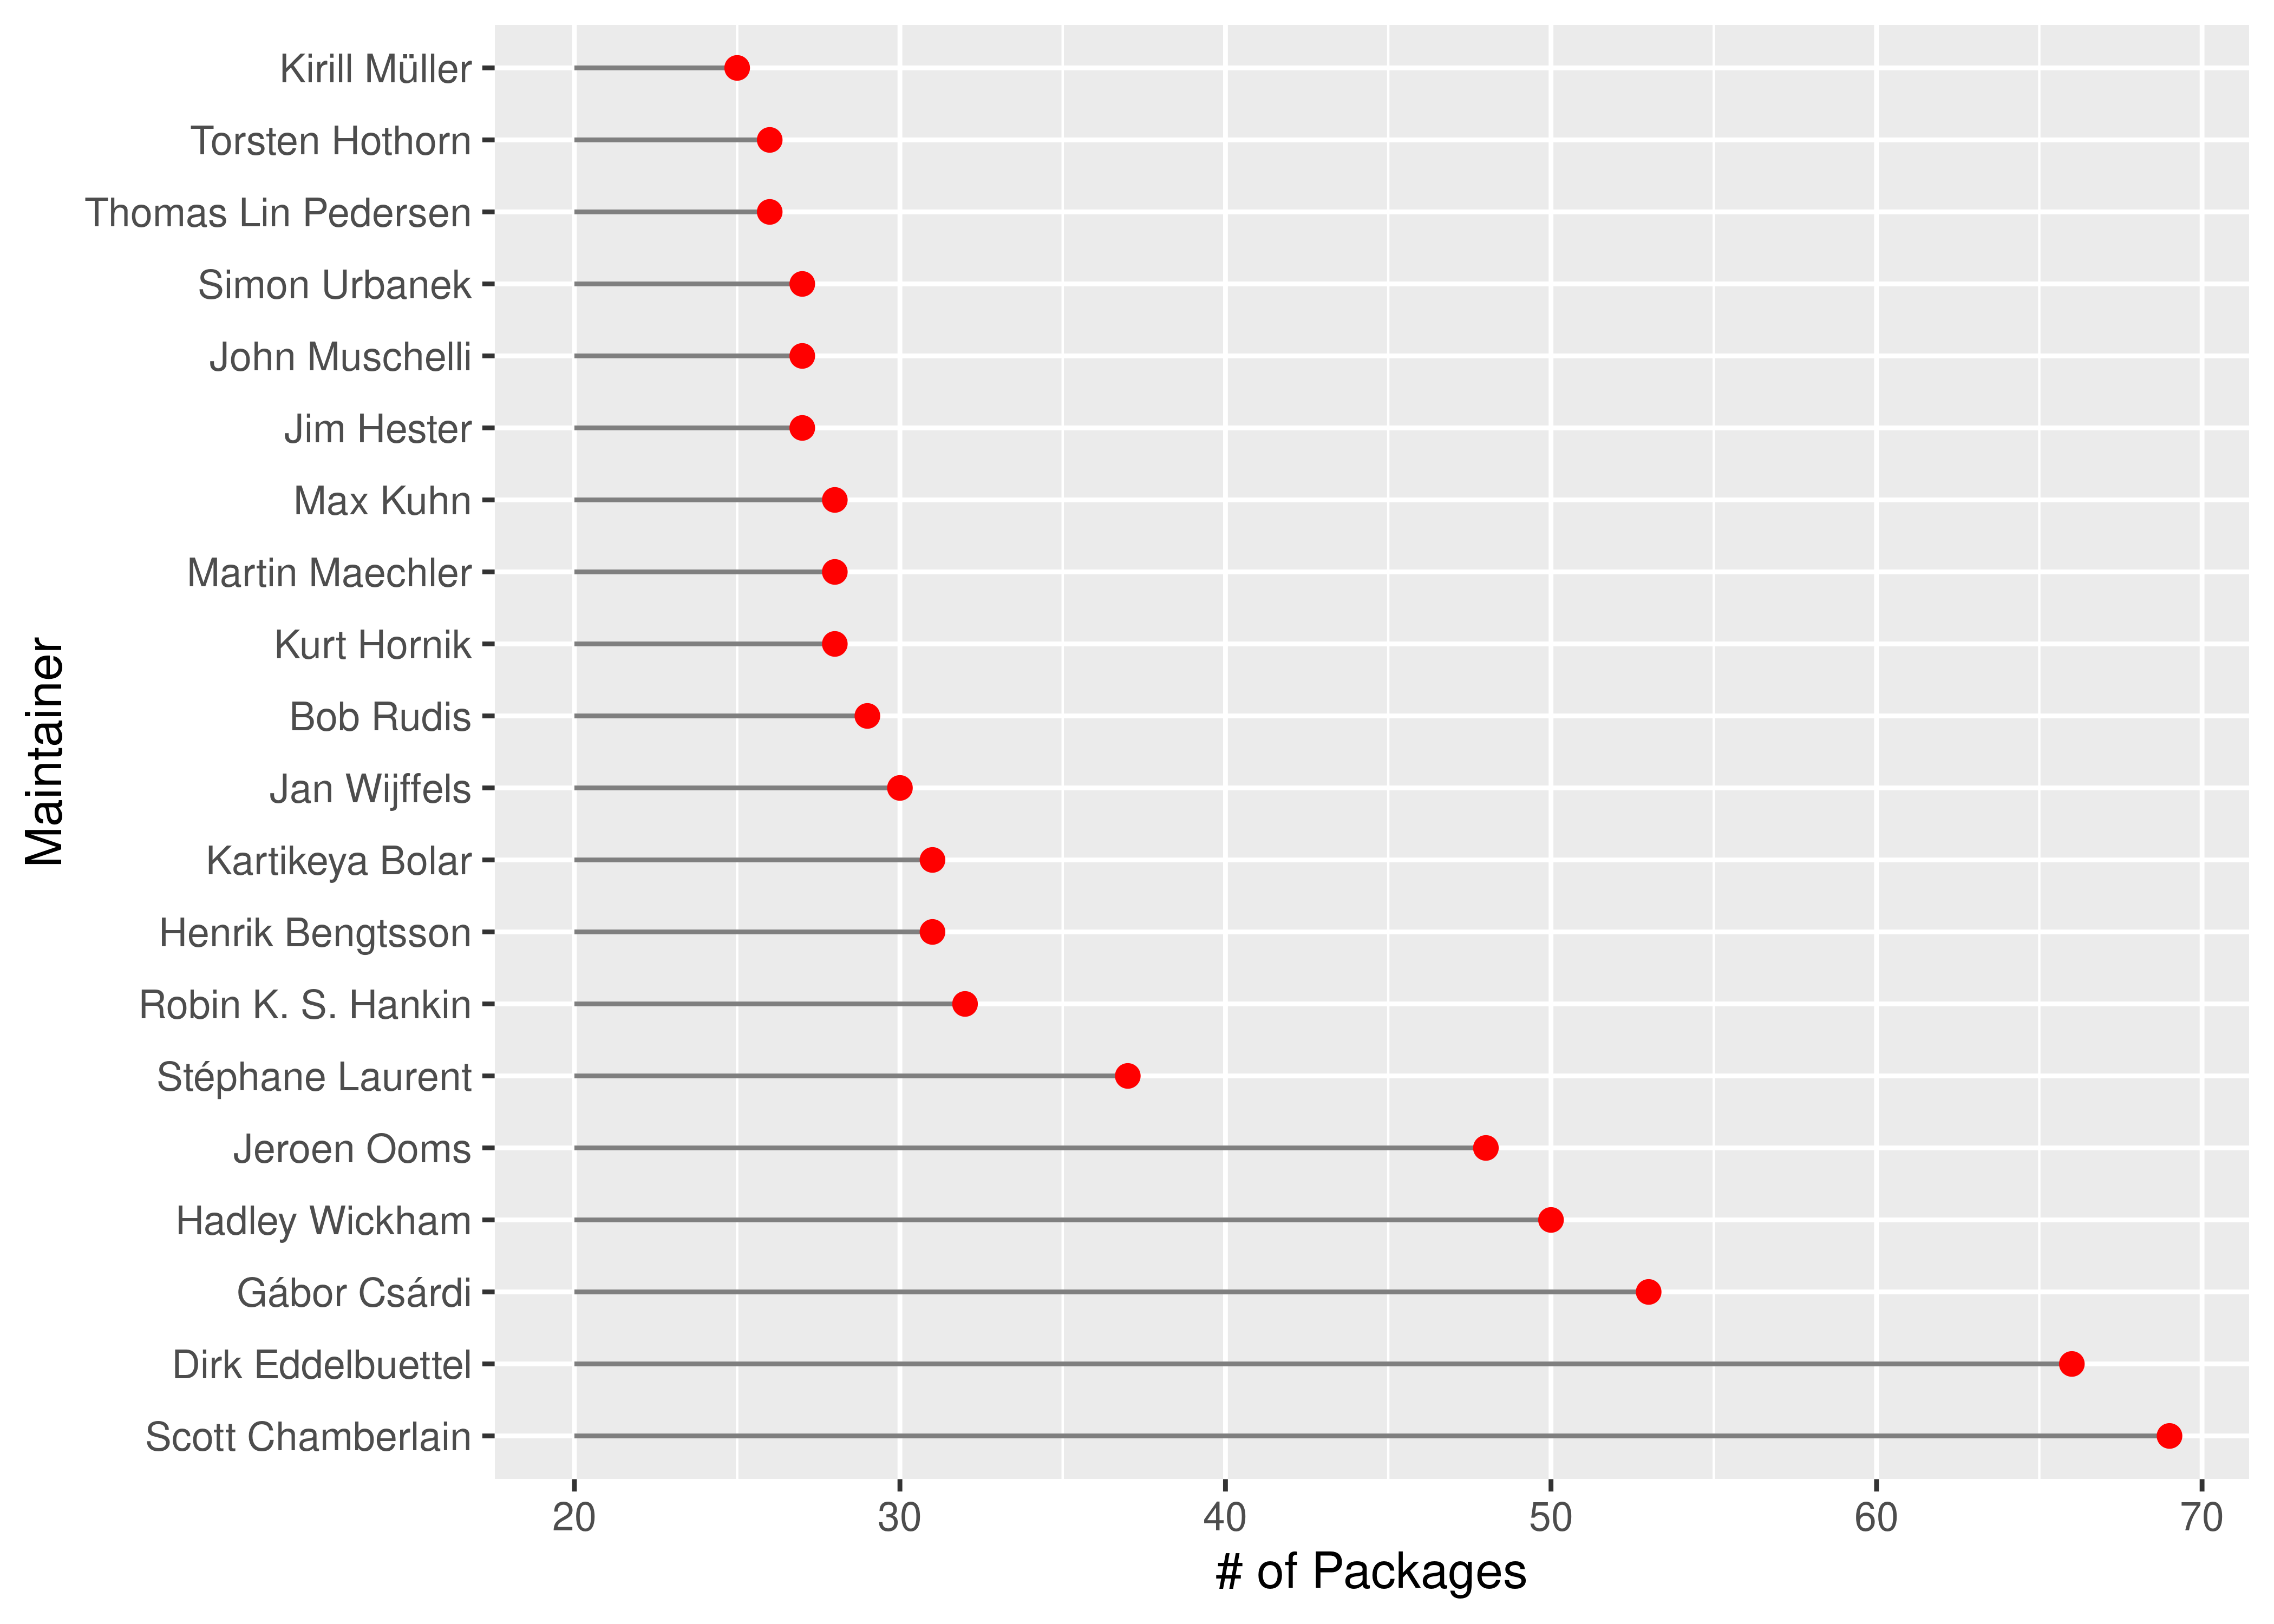 Kirill Müller
Torsten Hothorn
Thomas Lin Pedersen
Simon Urbanek
John Muschelli
Jim Hester
Max Kuhn
Martin Maechler
Kurt Hornik
Bob Rudis
Jan Wijffels
Kartikeya Bolar
Henrik Bengtsson
Robin K. S. Hankin
Stéphane Laurent
Jeroen Ooms
Hadley Wickham
Gábor Csárdi
Dirk Eddelbuettel
Scott Chamberlain
Maintainer
20 30 40 50 60 70
# of Packages